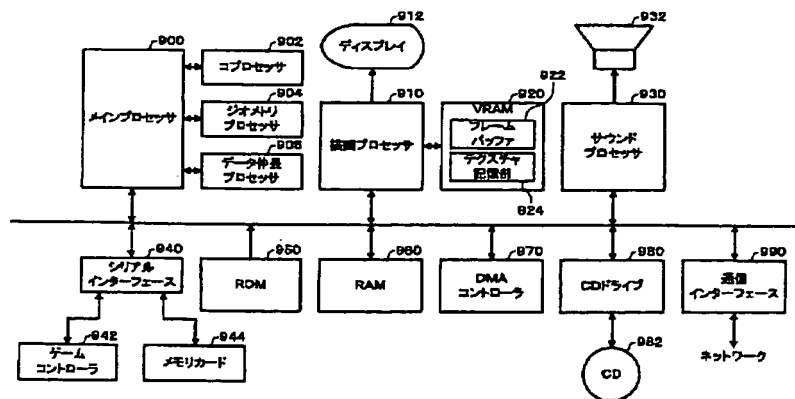 900
902
912
932
コプロセッサ
ディスプレイ
904
910
920
922
930
メインプロセッサ
ジオメトリ
プロセッサ
906
データ伸長
プロセッサ
描画プロセッサ
VRAM
フレーム
バッファ
テクスチャ
記憶部
924
サウンド
プロセッサ
940
950
960
970
980
990
シリアル
インターフェース
ROM
RAM
DMA
コントローラ
CDドライブ
通信
インターフェース
942
944
982
ゲーム
コントローラ
メモリカード
CD
ネットワーク